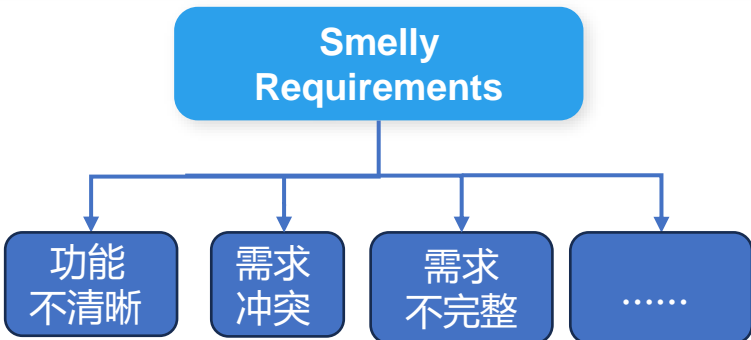 Smelly
Requirements
功能
不清晰
需求
冲突
需求
不完整
……